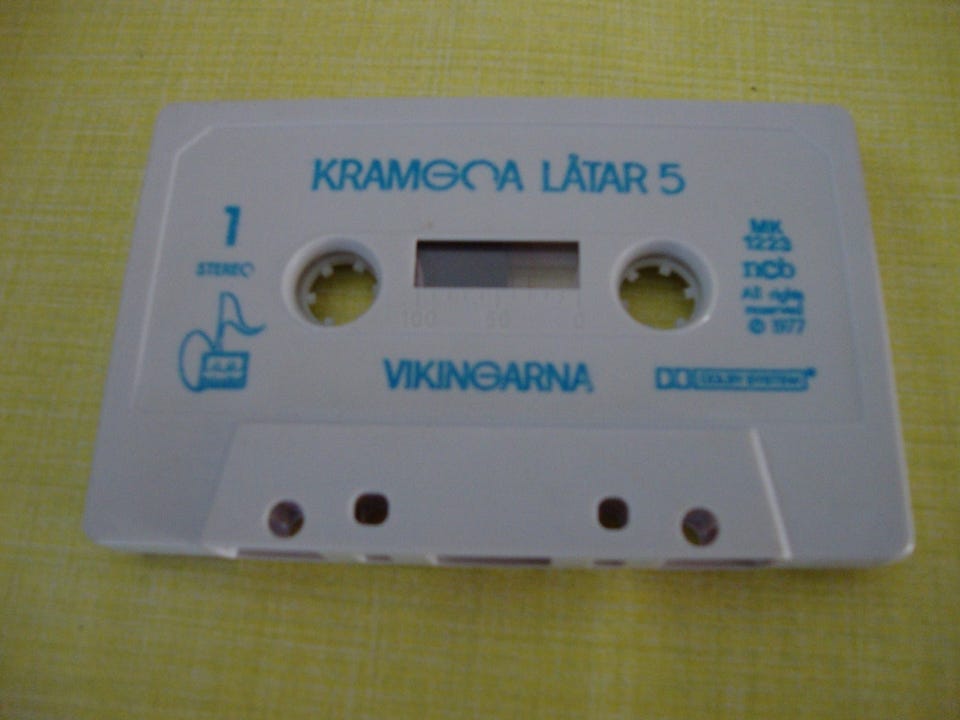 KRAMGOA LÅTAR 5
1
STEREO
MK
1223
ncb
All rights
reserved
© 1977
100 50 0
VIKINGARNA
DOLBY SYSTEM